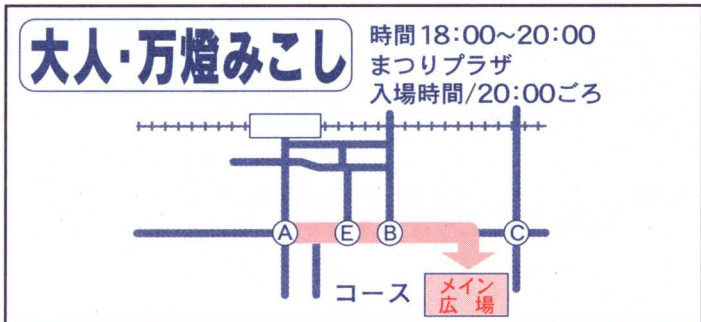 大人・万燈みこし
時間18:00~20:00
まつりプラザ
入場時間/20:00ごろ
A
E
B
C
コース
メイン
広場